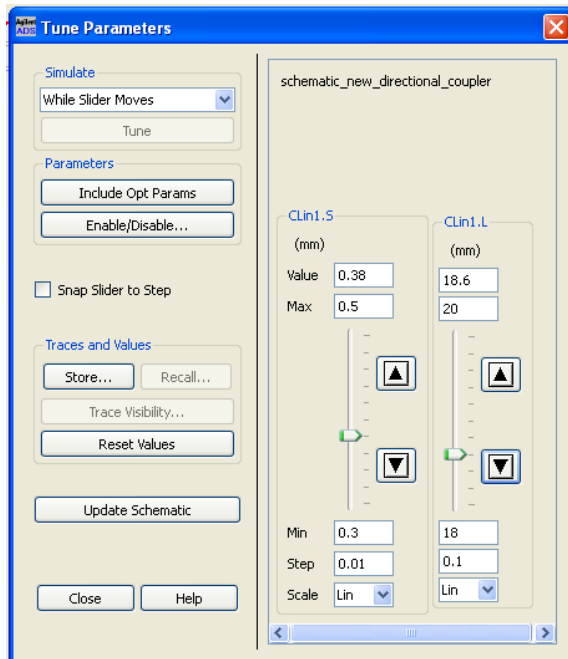 Agilent
ADS
Tune Parameters
Simulate
While Slider Moves
Tune
Parameters
Include Opt Params
Enable/Disable...
Snap Slider to Step
Traces and Values
Store... Recall...
Trace Visibility...
Reset Values
Update Schematic
Close Help
schematic_new_directional_coupler
CLin1.S CLin1.L
(mm) (mm)
Value 0.38 18.6
Max 0.5 20
Min 0.3 18
Step 0.01 0.1
Scale Lin Lin